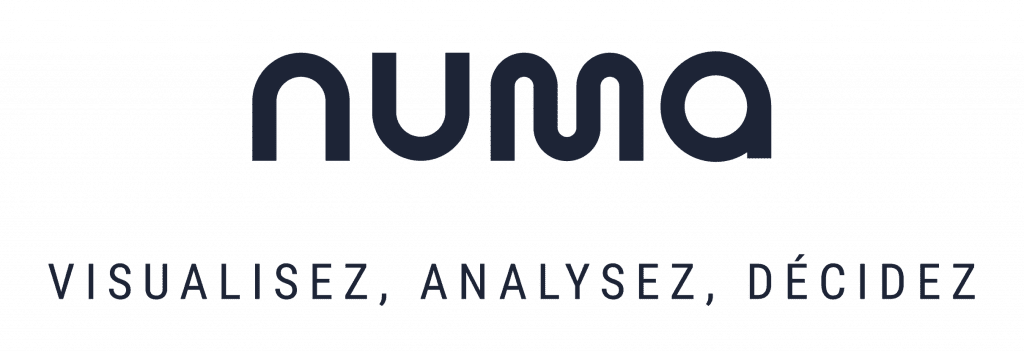 numa
VISUALISEZ, ANALYSEZ, DÉCIDEZ